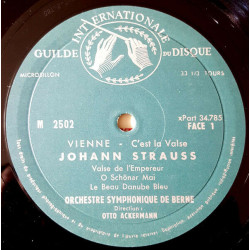 GUILDE INTERNATIONALE DU DISQUE
MICROSILLON
33 1/3 TOURS
M 2502
xPart 34.785
FACE 1
VIENNE - C'est la Valse
JOHANN STRAUSS
Valse de l'Empereur
O Schöner Mai
Le Beau Danube Bleu
ORCHESTRE SYMPHONIQUE DE BERNE
Direction:
OTTO ACKERMANN